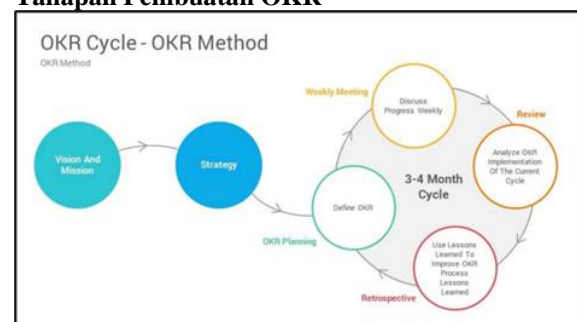 Tahapan Pembuatan OKR
OKR Cycle - OKR Method
OKR Method
Vision And
Mission
Strategy
OKR Planning
Define OKR
Weekly Meeting
Discuss
Progress Weekly
Review
Analyze OKR
Implementation
Of The Current
Cycle
3-4 Month
Cycle
Retrospective
Use Lessons
Learned To
Improve OKR
Process
Lessons
Learned